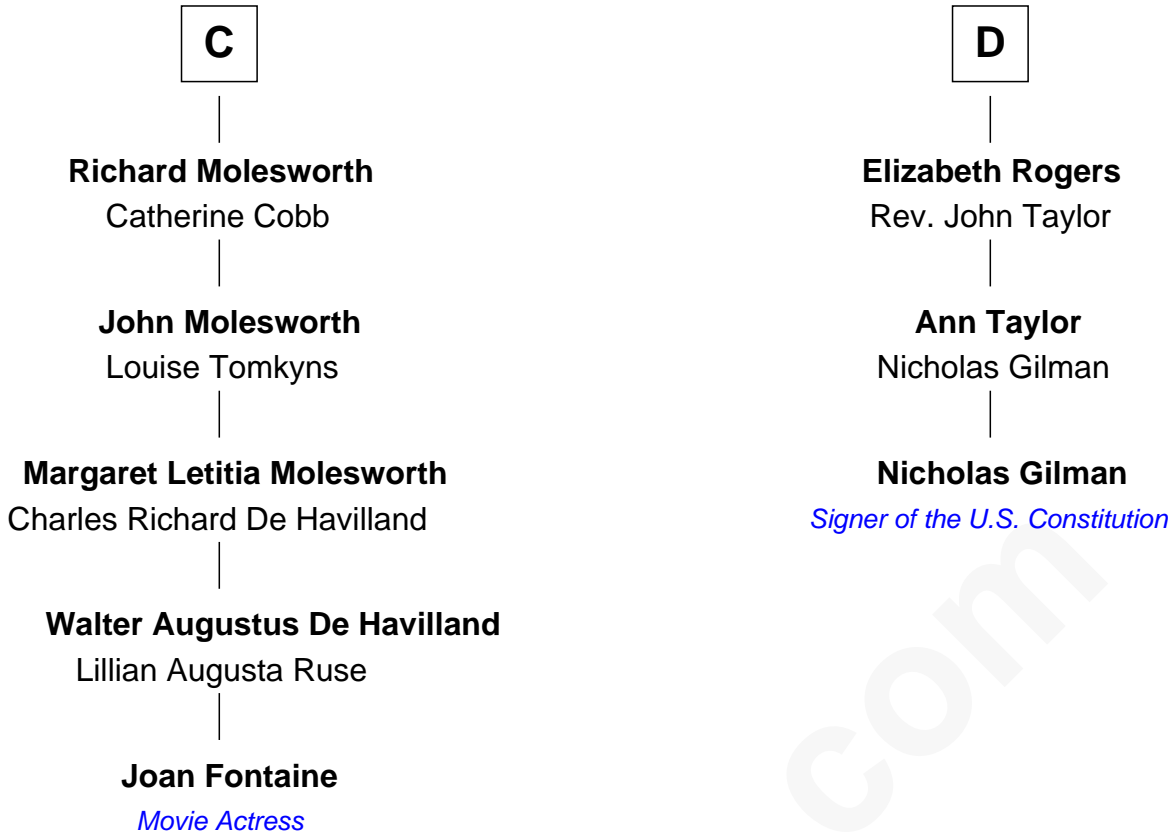 C
Richard Molesworth
Catherine Cobb
John Molesworth
Louise Tomkyns
Margaret Letitia Molesworth
Charles Richard De Havilland
Walter Augustus De Havilland
Lillian Augusta Ruse
Joan Fontaine
Movie Actress
D
Elizabeth Rogers
Rev. John Taylor
Ann Taylor
Nicholas Gilman
Nicholas Gilman
Signer of the U.S. Constitution
com